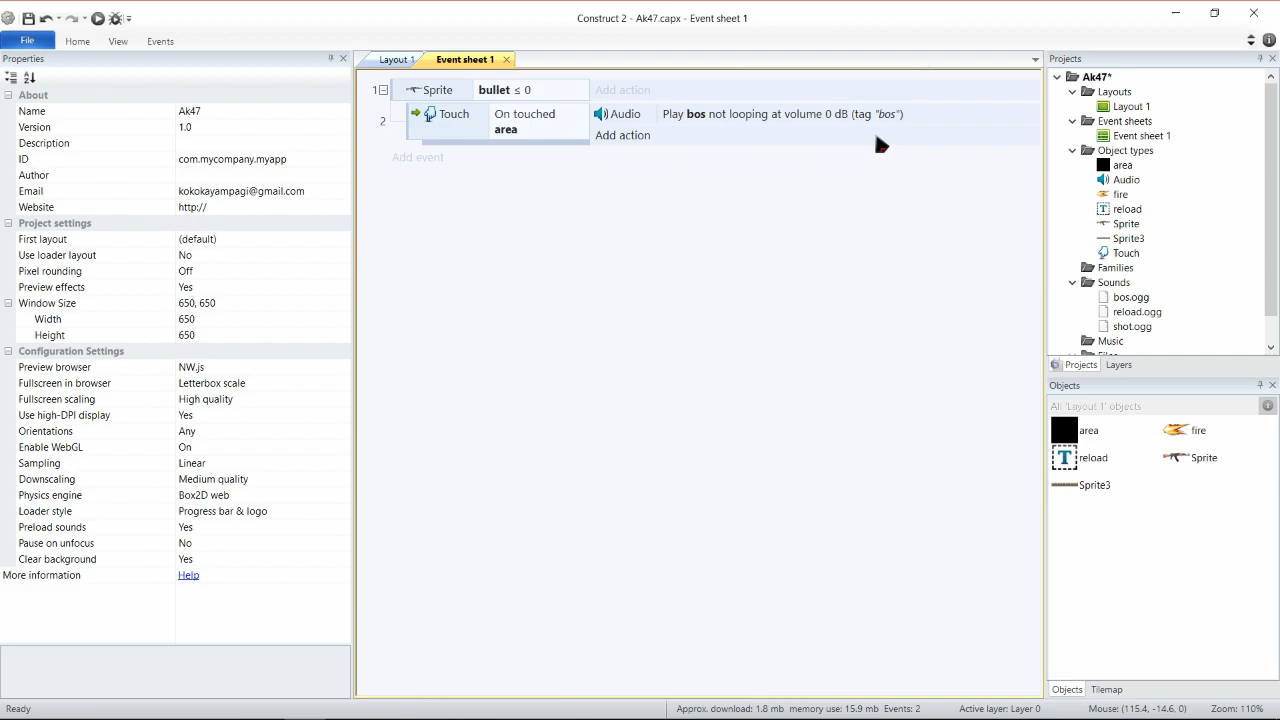 Construct 2 - Ak47.capx - Event sheet 1
File Home View Events
Properties
About
Name Ak47
Version 1.0
Description
ID com.mycompany.myapp
Author
Email kokokayampagi@gmail.com
Website http://
Project settings
First layout (default)
Use loader layout No
Pixel rounding Off
Preview effects Yes
Window Size 650, 650
Width 650
Height 650
Configuration Settings
Preview browser NW.js
Fullscreen in browser Letterbox scale
Fullscreen scaling High quality
Use high-DPI display Yes
Orientations Any
Enable WebGL On
Sampling Linear
Downscaling Medium quality
Physics engine Box2D web
Loader style Progress bar & logo
Preload sounds Yes
Pause on unfocus No
Clear background Yes
More information Help
Layout 1 Event sheet 1
1 Sprite bullet ≤ 0 Add action
2 Touch On touched area Audio Play bos not looping at volume 0 dB (tag "bos")
Add action
Add event
Projects
Ak47*
Layouts
Layout 1
Event sheets
Event sheet 1
Object types
area
Audio
fire
reload
Sprite
Sprite3
Touch
Families
Sounds
bos.ogg
reload.ogg
shot.ogg
Music
Files
Projects Layers
Objects
All 'Layout 1' objects
area fire
T reload Sprite
Sprite3
Objects Tilemap
Ready Approx. download: 1.8 mb memory use: 15.9 mb Events: 2 Active layer: Layer 0 Mouse: (115.4, -14.6, 0) Zoom: 110%